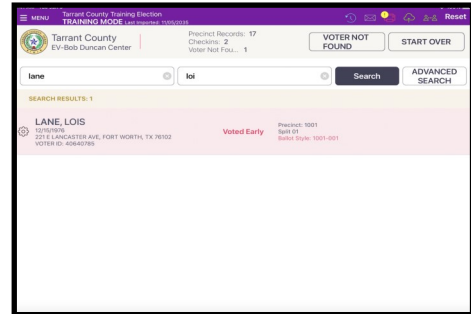 MENU
Tarrant County Training Election
TRAINING MODE Last Imported: 11/05/2035
Reset
Tarrant County
EV-Bob Duncan Center
Precinct Records: 17
Checkins: 2
Voter Not Fou... 1
VOTER NOT FOUND
START OVER
lane
loi
Search
ADVANCED SEARCH
SEARCH RESULTS: 1
LANE, LOIS
12/15/1976
221 E LANCASTER AVE, FORT WORTH, TX 76102
VOTER ID: 40640765
Voted Early
Precinct: 1001
Split 01
Ballot Style: 1001-001